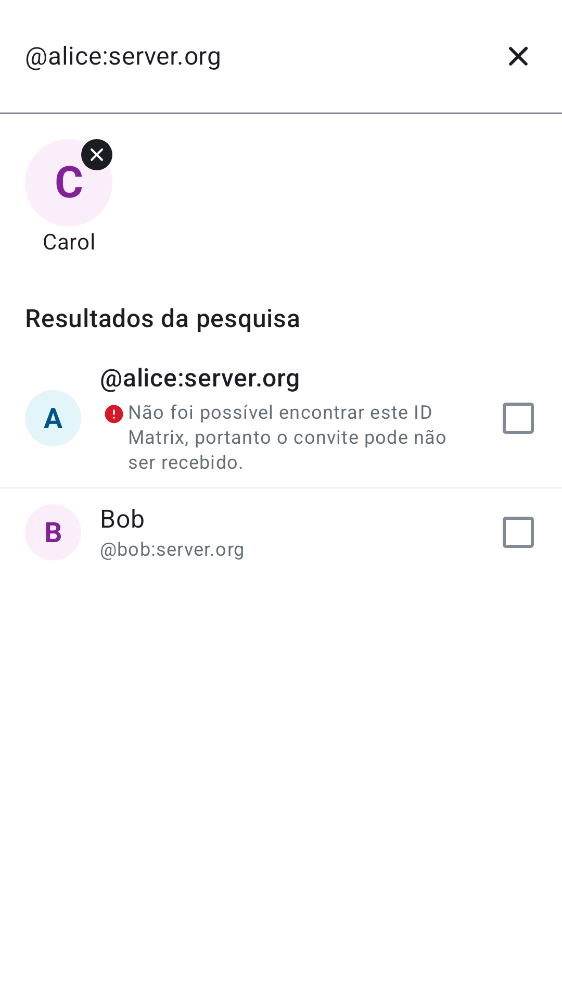 @alice:server.org
C
Carol
Resultados da pesquisa
@alice:server.org
A
Não foi possível encontrar este ID
Matrix, portanto o convite pode não
ser recebido.
B
Bob
@bob:server.org